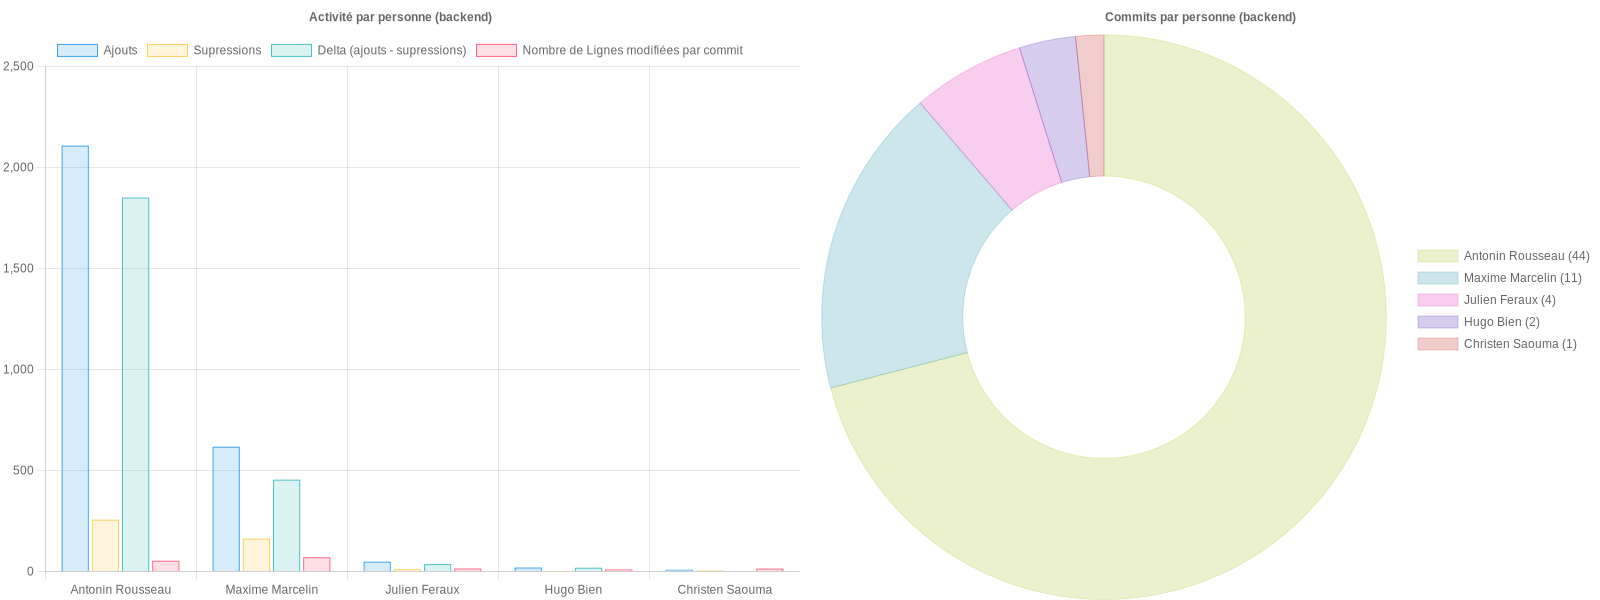 Activité par personne (backend)
Ajouts
Supressions
Delta (ajouts - supressions)
Nombre de Lignes modifiées par commit
2,500
2,000
1,500
1,000
500
0
Antonin Rousseau
Maxime Marcelin
Julien Feraux
Hugo Bien
Christen Saouma
Commits par personne (backend)
Antonin Rousseau (44)
Maxime Marcelin (11)
Julien Feraux (4)
Hugo Bien (2)
Christen Saouma (1)